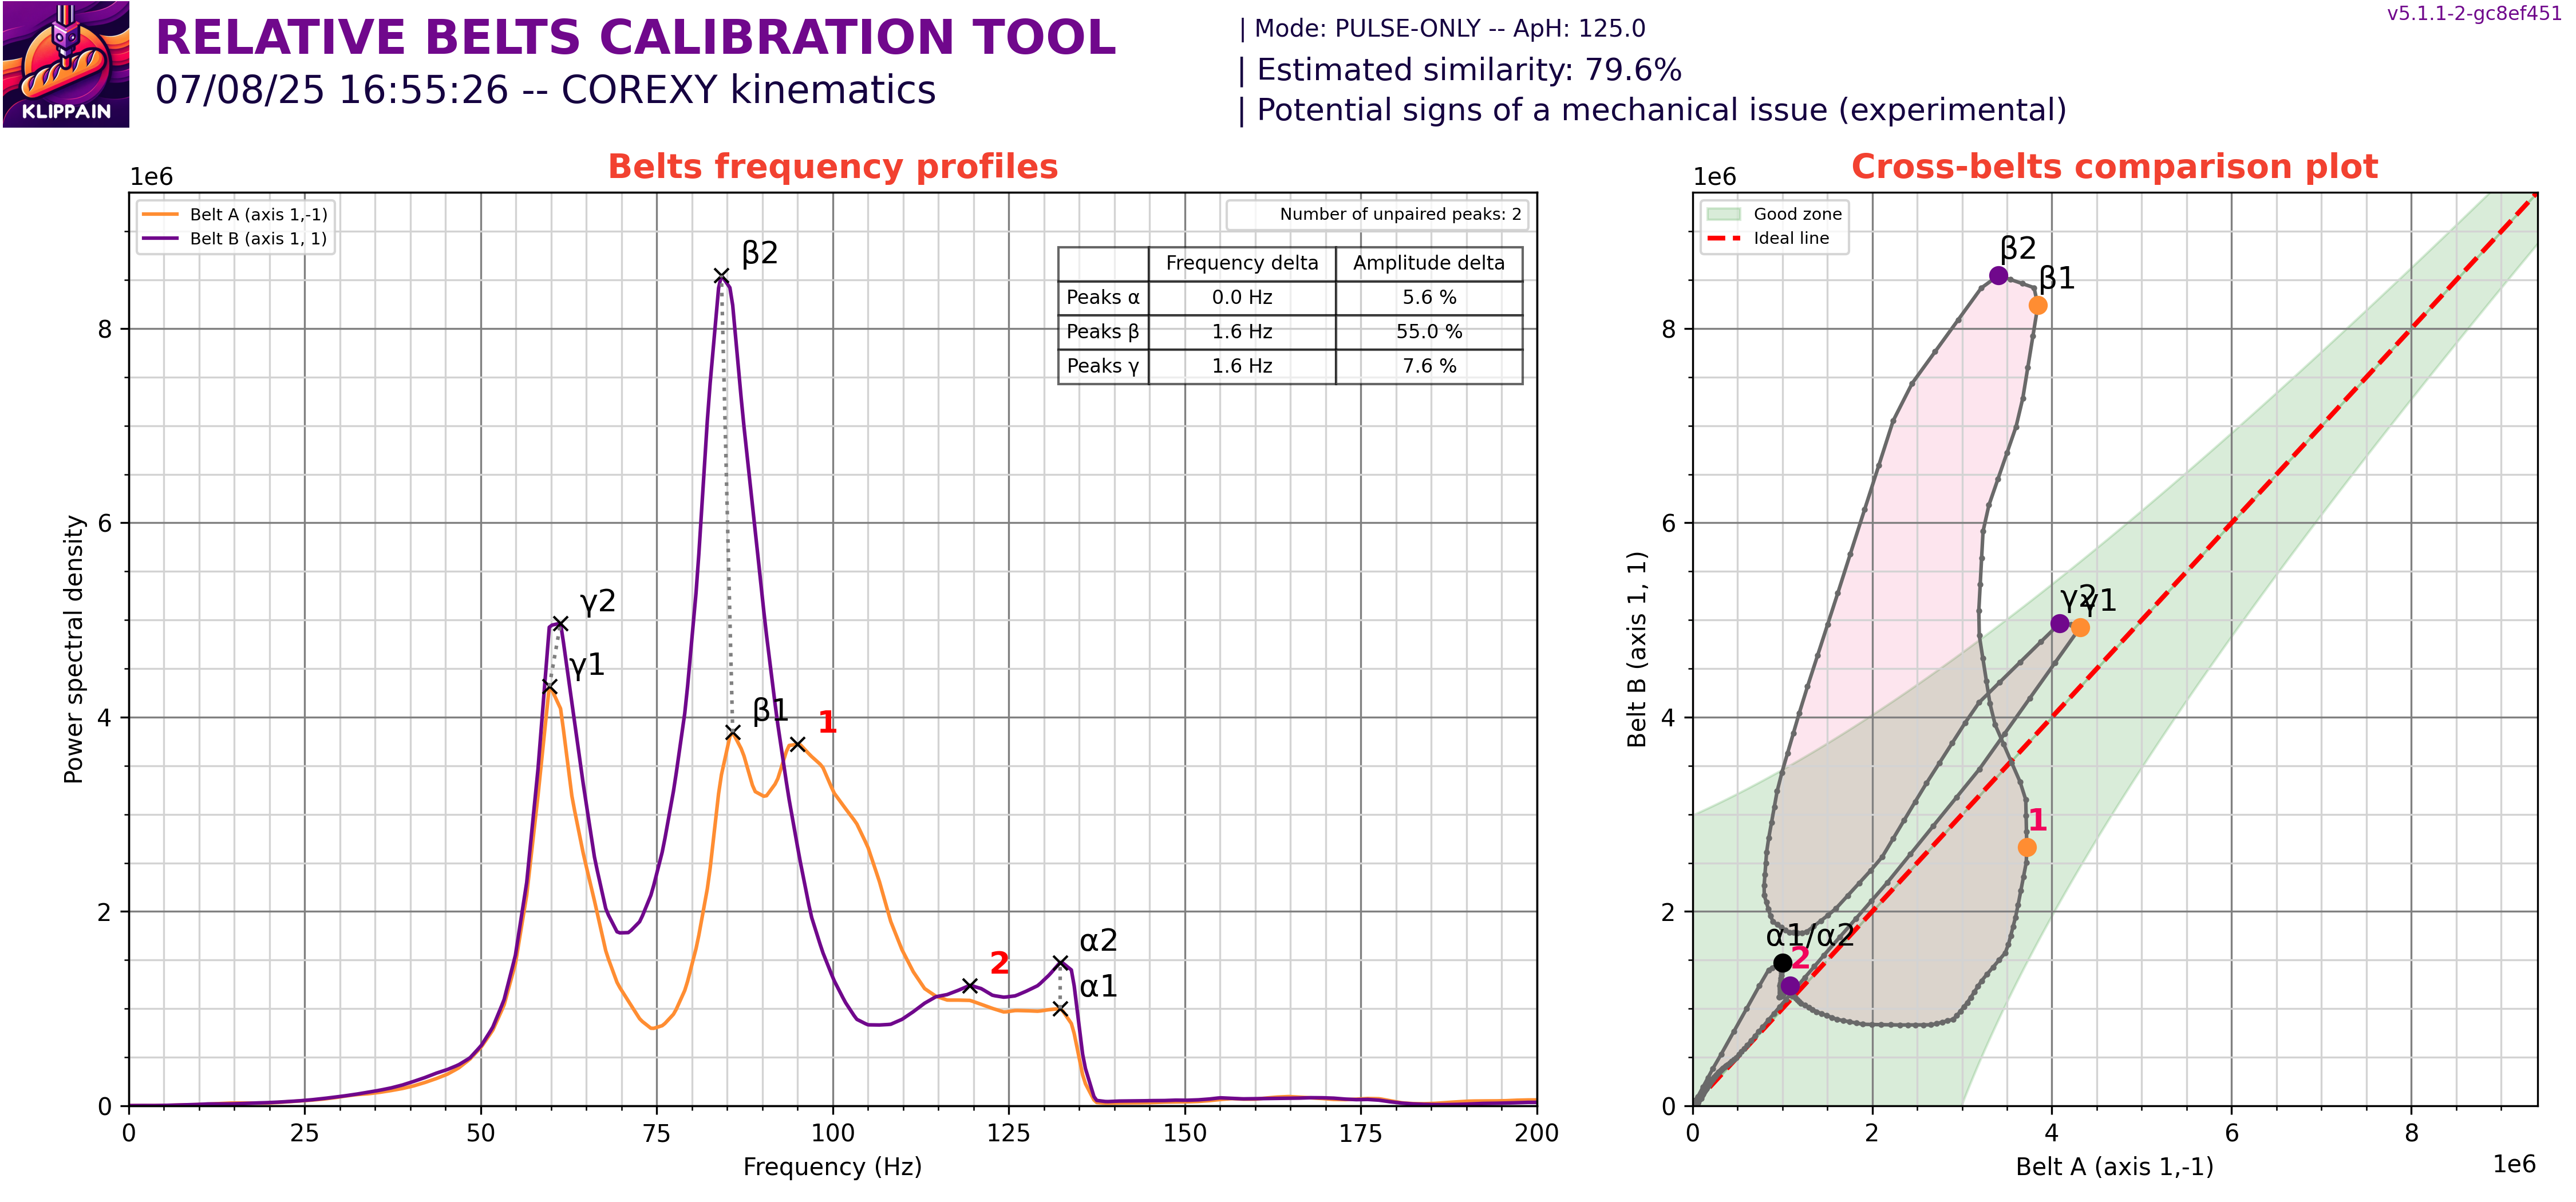 KLIPPAIN
RELATIVE BELTS CALIBRATION TOOL
07/08/25 16:55:26 -- COREXY kinematics
| Mode: PULSE-ONLY -- ApH: 125.0
| Estimated similarity: 79.6%
| Potential signs of a mechanical issue (experimental)
v5.1.1-2-gc8ef451
Belts frequency profiles
1e6
Belt A (axis 1,-1)
Belt B (axis 1, 1)
Number of unpaired peaks: 2
Frequency delta Amplitude delta
Peaks α 0.0 Hz 5.6 %
Peaks β 1.6 Hz 55.0 %
Peaks γ 1.6 Hz 7.6 %
β2
γ2
γ1
β1
1
2
α2
α1
8
6
4
2
0
Power spectral density
0 25 50 75 100 125 150 175 200
Frequency (Hz)
Cross-belts comparison plot
1e6
Good zone
Ideal line
β2
β1
γ2
γ1
1
α1/α2
2
8
6
4
2
0
Belt B (axis 1, 1)
0 2 4 6 8
Belt A (axis 1,-1)
1e6